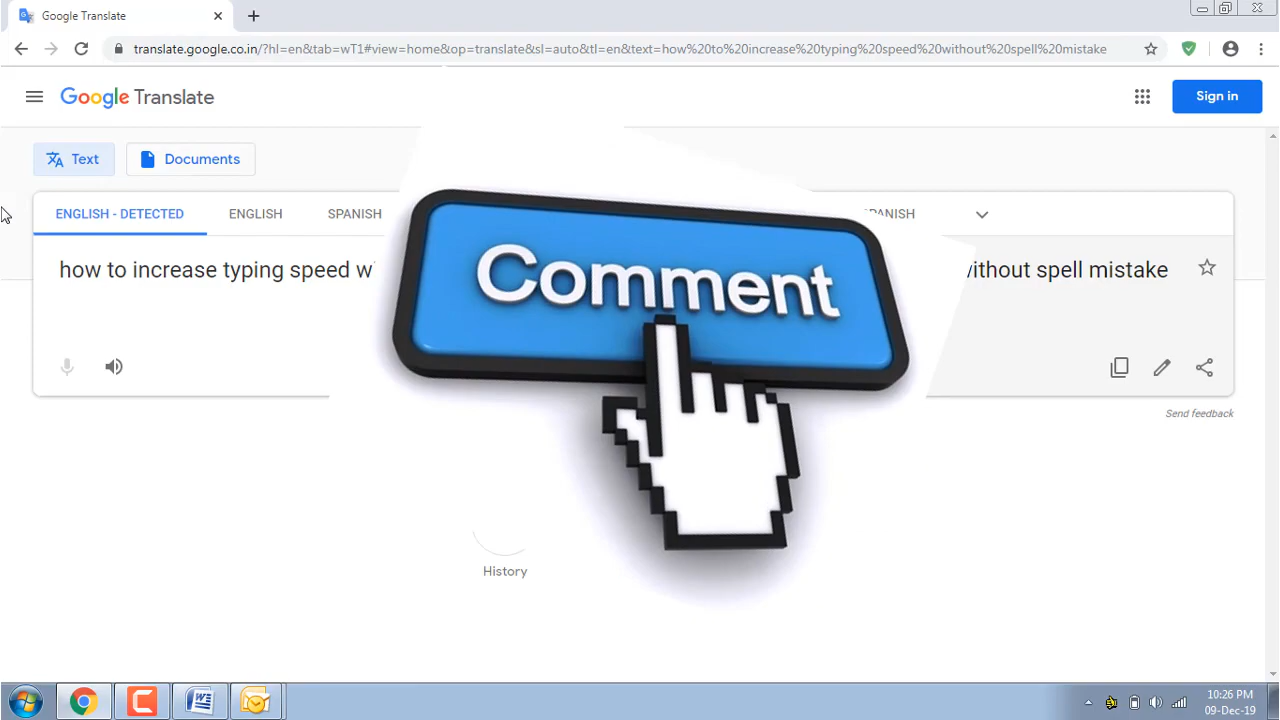 Google Translate
translate.google.co.in/?hl=en&tab=wT1#view=home&op=translate&sl=auto&tl=en&text=how%20to%20increase%20typing%20speed%20without%20spell%20mistake
Google Translate
Sign in
Text
Documents
ENGLISH - DETECTED
ENGLISH
SPANISH
SPANISH
how to increase typing speed
without spell mistake
Comment
Send feedback
History
10:26 PM
09-Dec-19